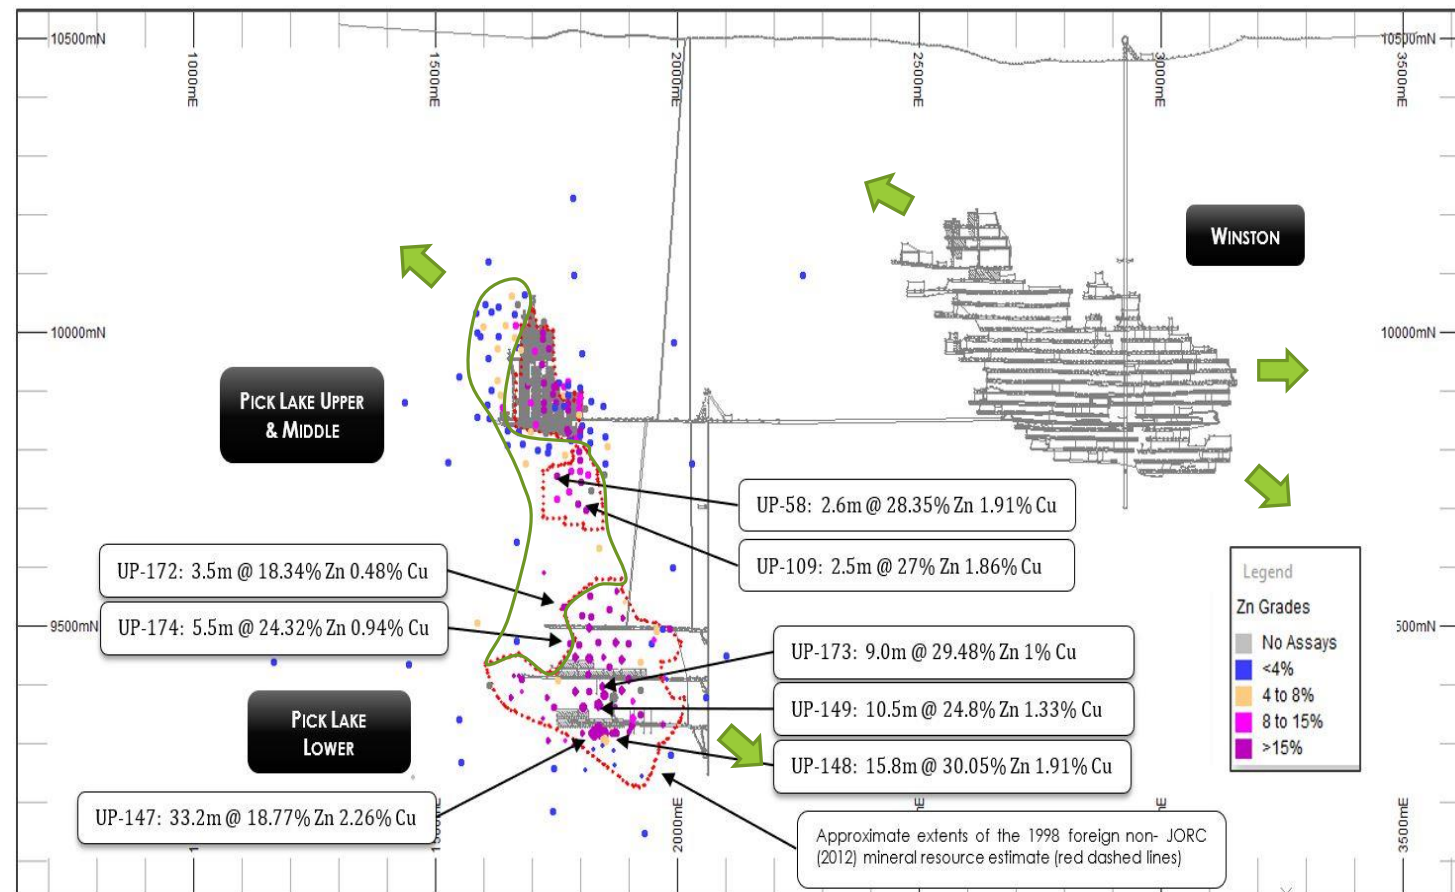 10500mN
10500mN
1000mE
1500mE
2000mE
2500mE
3000mE
3500mE
WINSTON
10000mN
10000mN
PICK LAKE UPPER
& MIDDLE
UP-58: 2.6m @ 28.35% Zn 1.91% Cu
UP-109: 2.5m @ 27% Zn 1.86% Cu
UP-172: 3.5m @ 18.34% Zn 0.48% Cu
UP-174: 5.5m @ 24.32% Zn 0.94% Cu
9500mN
500mN
UP-173: 9.0m @ 29.48% Zn 1% Cu
UP-149: 10.5m @ 24.8% Zn 1.33% Cu
UP-148: 15.8m @ 30.05% Zn 1.91% Cu
PICK LAKE
LOWER
UP-147: 33.2m @ 18.77% Zn 2.26% Cu
Legend
Zn Grades
No Assays
<4%
4 to 8%
8 to 15%
>15%
Approximate extents of the 1998 foreign non- JORC
(2012) mineral resource estimate (red dashed lines)
2000mE
3500mE